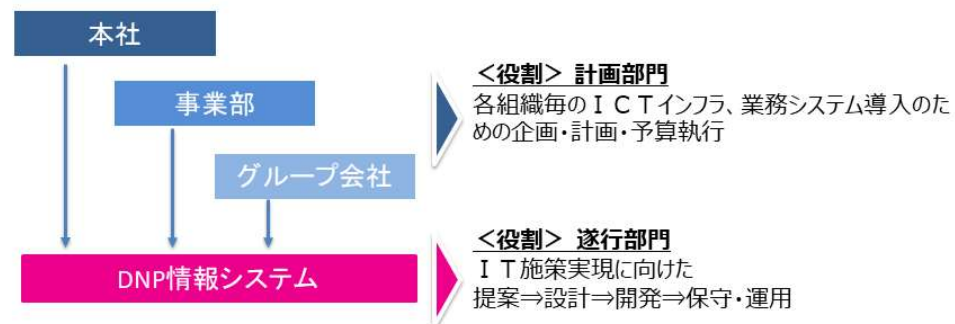 本社
事業部
グループ会社
DNP情報システム
＜役割＞ 計画部門
各組織毎のＩＣＴインフラ、業務システム導入のた
めの企画・計画・予算執行
＜役割＞ 遂行部門
ＩＴ施策実現に向けた
提案⇒設計⇒開発⇒保守・運用